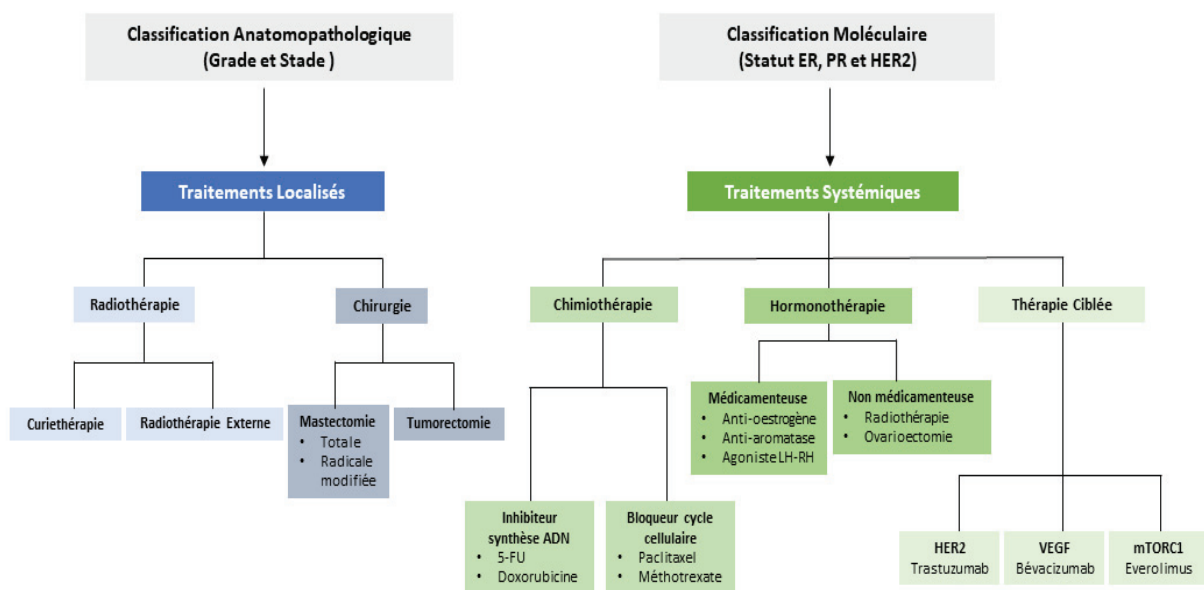 Classification Anatomopathologique
(Grade et Stade )
Classification Moléculaire
(Statut ER, PR et HER2)
Traitements Localisés
Traitements Systémiques
Radiothérapie
Chirurgie
Chimiothérapie
Hormonothérapie
Thérapie Ciblée
Curiethérapie
Radiothérapie Externe
Mastectomie
• Totale
• Radicale
modifiée
Tumorectomie
Médicamenteuse
• Anti-oestrogène
• Anti-aromatase
• Agoniste LH-RH
Non médicamenteuse
• Radiothérapie
• Ovarioectomie
Inhibiteur
synthèse ADN
• 5-FU
• Doxorubicine
Bloqueur cycle
cellulaire
• Paclitaxel
• Méthotrexate
HER2
Trastuzumab
VEGF
Bévacizumab
mTORC1
Everolimus